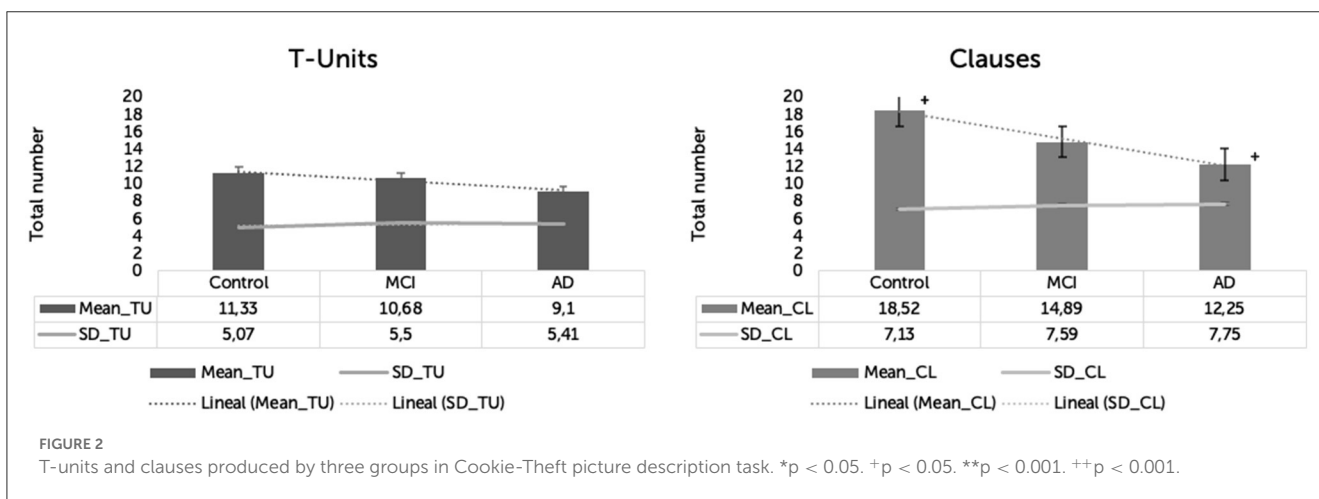 T-Units
Total number
20
18
16
14
12
10
8
6
4
2
0
Control MCI AD
Mean_TU 11,33 10,68 9,1
SD_TU 5,07 5,5 5,41
Mean_TU SD_TU
Lineal (Mean_TU) Lineal (SD_TU)
Clauses
Total number
20
18
16
14
12
10
8
6
4
2
0
+
+
Control MCI AD
Mean_CL 18,52 14,89 12,25
SD_CL 7,13 7,59 7,75
Mean_CL SD_CL
Lineal (Mean_CL) Lineal (SD_CL)
FIGURE 2
T-units and clauses produced by three groups in Cookie-Theft picture description task. *p < 0.05. +p < 0.05. **p < 0.001. ++p < 0.001.